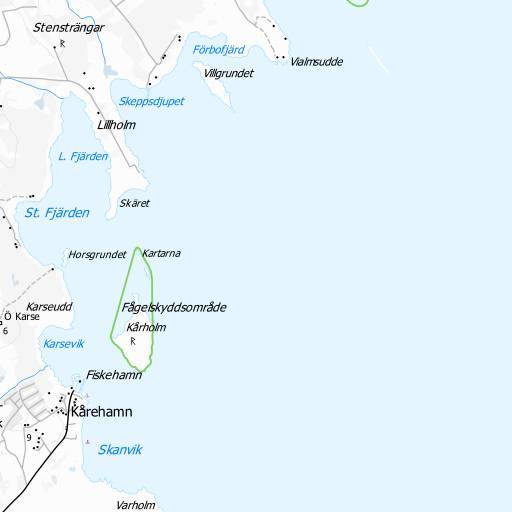 Stensträngar
R
Förbofjärd
Vialmsudde
Villgrundet
Skeppsdjupet
Lillholm
L. Fjärden
Skäret
St. Fjärden
Horsgrundet
Kartarna
Karseudd
Fågelskyddsområde
Ö Karse
Kårholm
6
R
Karsevik
Fiskehamn
Kårehamn
9
Skanvik
Varholm